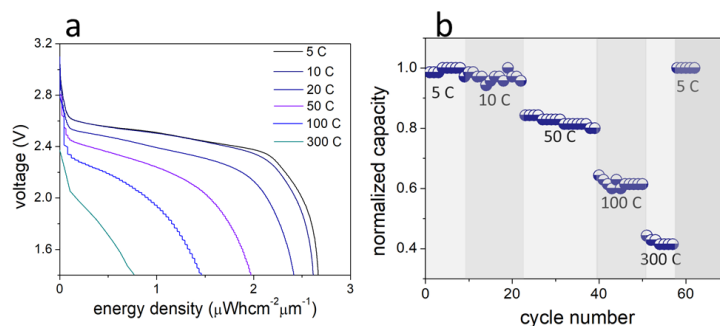 a
3.2
2.8
2.4
2.0
1.6
voltage (V)
5 C
10 C
20 C
50 C
100 C
300 C
0
1
2
3
energy density (μWhcm⁻²μm⁻¹)
b
1.0
0.8
0.6
0.4
normalized capacity
5 C
10 C
50 C
100 C
300 C
5 C
0
20
40
60
cycle number